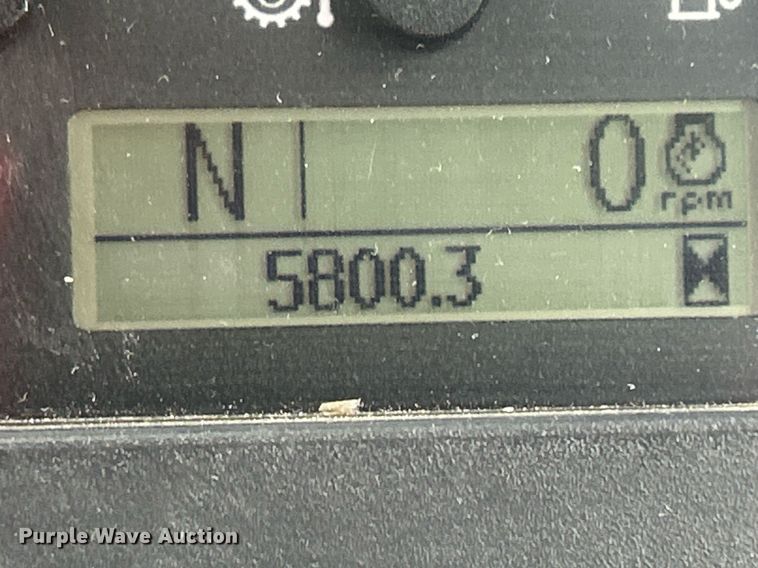 N 0
rpm
5800.3
Purple Wave Auction